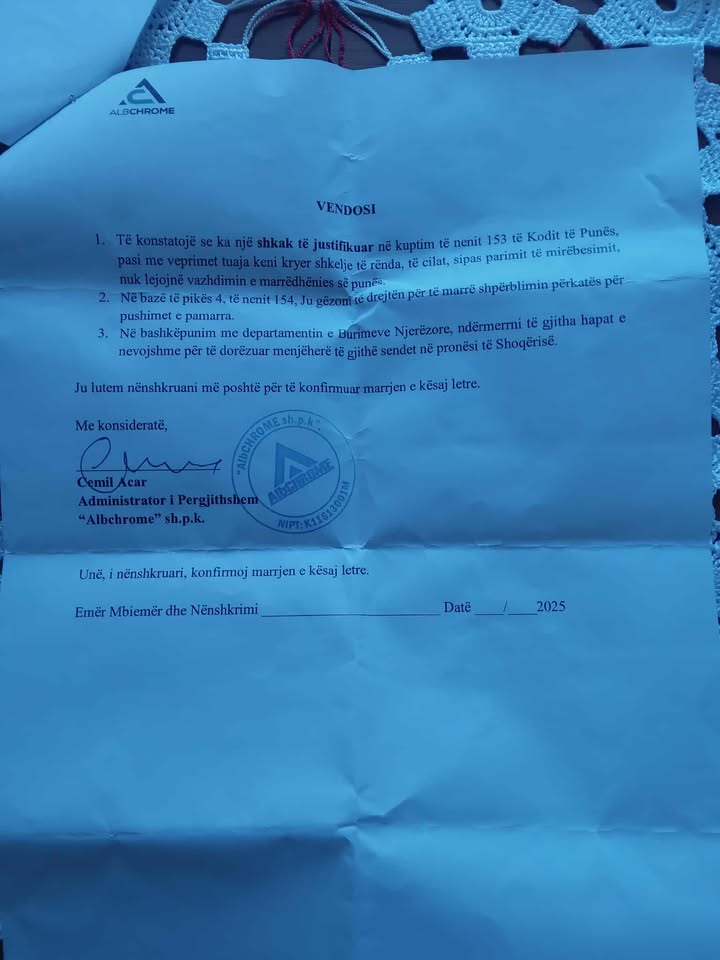 ALBCHROME
VENDOSI
1. Të konstatojë se ka një shkak të justifikuar në kuptim të nenit 153 të Kodit të Punës,
pasi me veprimet tuaja keni kryer shkelje të rënda, të cilat, sipas parimit të mirëbesimit,
nuk lejojnë vazhdimin e marrëdhënies së punës.
2. Në bazë të pikës 4, të nenit 154, Ju gëzoni të drejtën për të marrë shpërblimin përkatës për
pushimet e pamarra.
3. Në bashkëpunim me departamentin e Burimeve Njerëzore, ndërmerrni të gjitha hapat e
nevojshme për të dorëzuar menjëherë të gjithë sendet në pronësi të Shoqërisë.
Ju lutem nënshkruani më poshtë për të konfirmuar marrjen e kësaj letre.
Me konsideratë,
Cemil Acar
Administrator i Pergjithshem
"Albchrome" sh.p.k.
"AlbCHROME sh.p.k"
AlbCHROME
NIPT:K11613001M
Unë, i nënshkruari, konfirmoj marrjen e kësaj letre.
Emër Mbiemër dhe Nënshkrimi ____________________ Datë ____/____2025